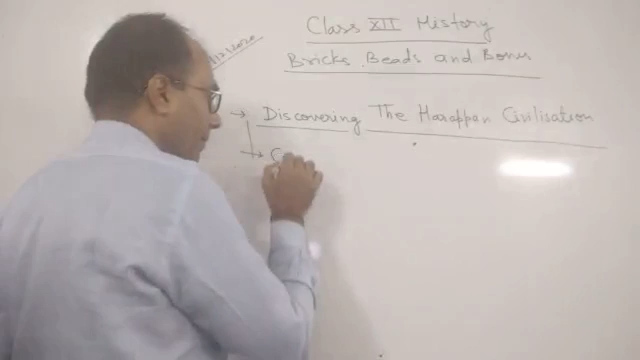 Class XII History
Bricks, Beads and Bones
→ Discovering The Harappan Civilisation
→ C